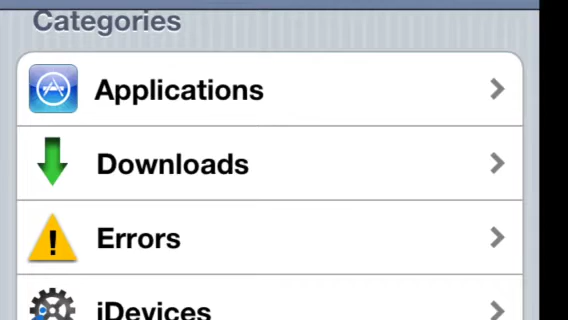 Categories
Applications
Downloads
Errors
iDevices